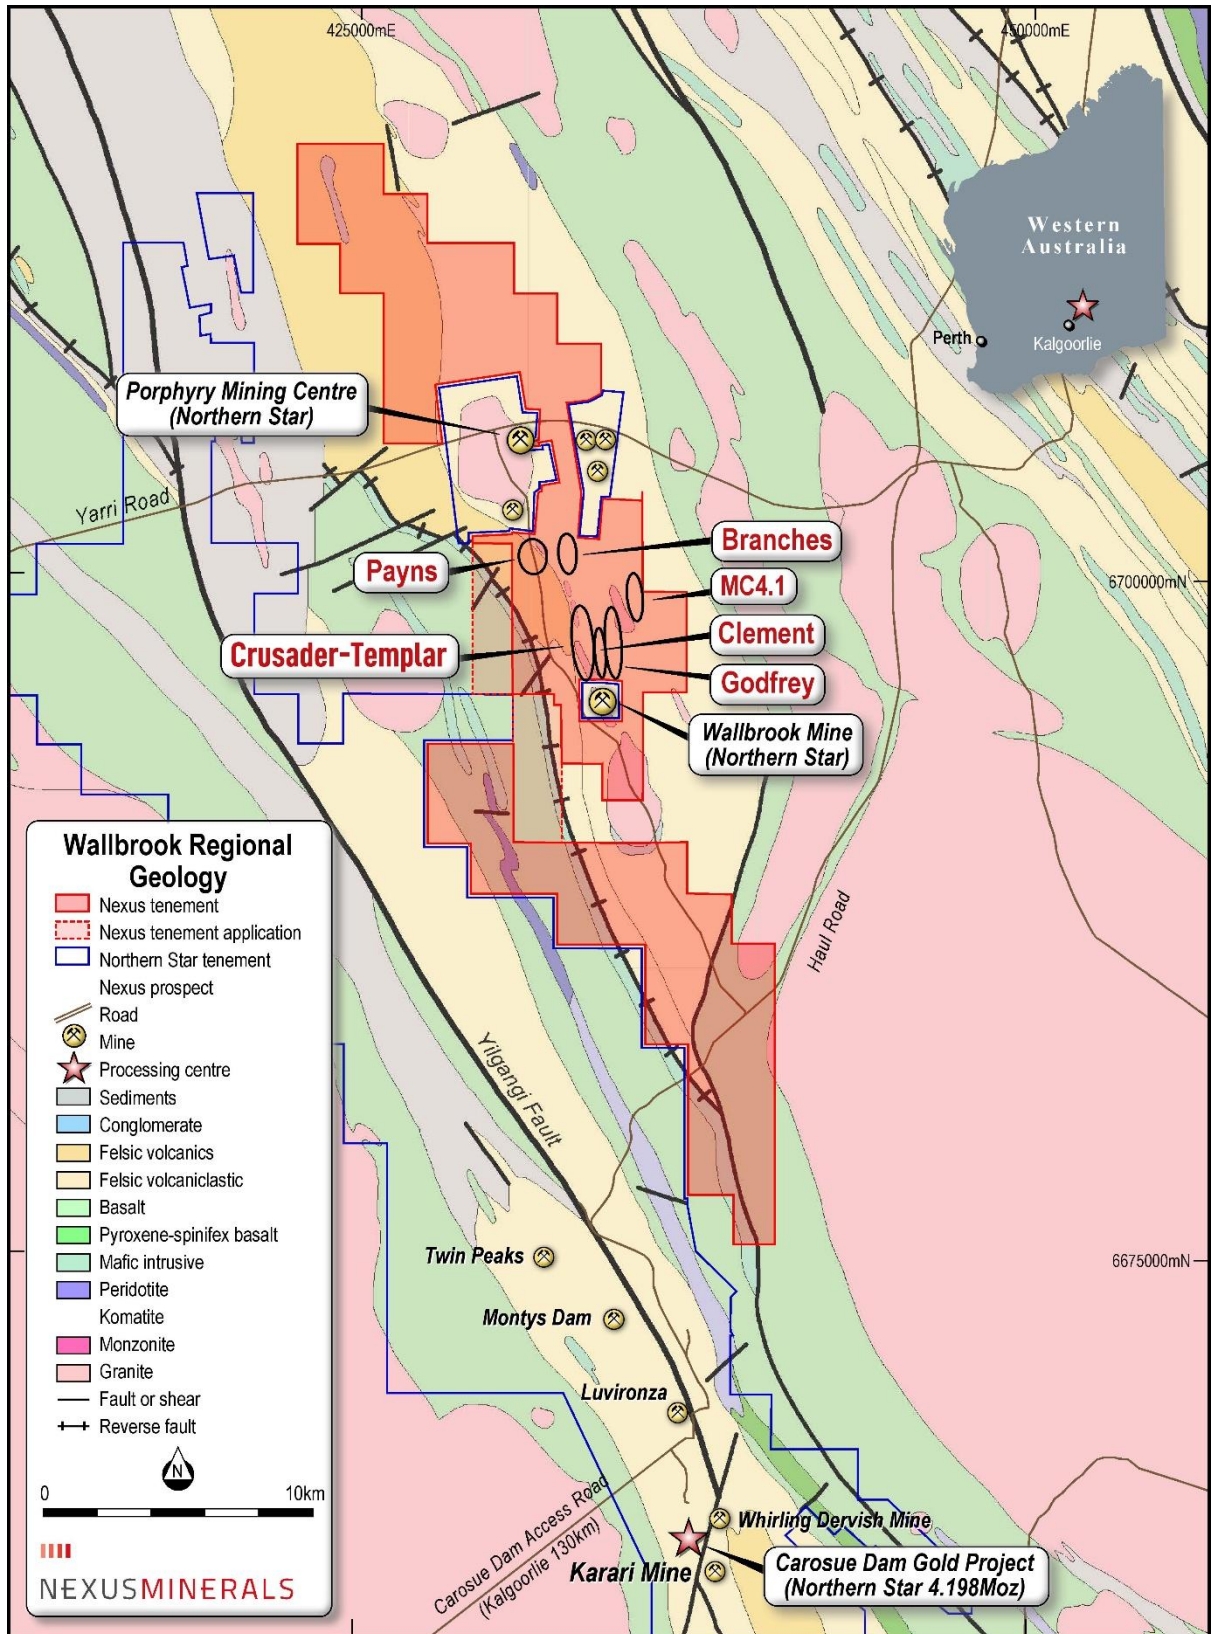 425000mE
450000mE
Western
Australia
Perth
Kalgoorlie
Porphyry Mining Centre
(Northern Star)
Yarri Road
Payns
Branches
6700000mN
MC4.1
Crusader-Templar
Clement
Godfrey
Wallbrook Mine
(Northern Star)
Haul Road
Yilgangi Fault
Wallbrook Regional
Geology
Nexus tenement
Nexus tenement application
Northern Star tenement
Nexus prospect
Road
Mine
Processing centre
Sediments
Conglomerate
Felsic volcanics
Felsic volcaniclastic
Basalt
Pyroxene-spinifex basalt
Mafic intrusive
Peridotite
Komatite
Monzonite
Granite
Fault or shear
Reverse fault
N
0 10km
NEXUSMINERALS
Twin Peaks
6675000mN
Montys Dam
Luvironza
Carosue Dam Access Road
(Kalgoorlie 130km)
Whirling Dervish Mine
Karari Mine
Carosue Dam Gold Project
(Northern Star 4.198Moz)